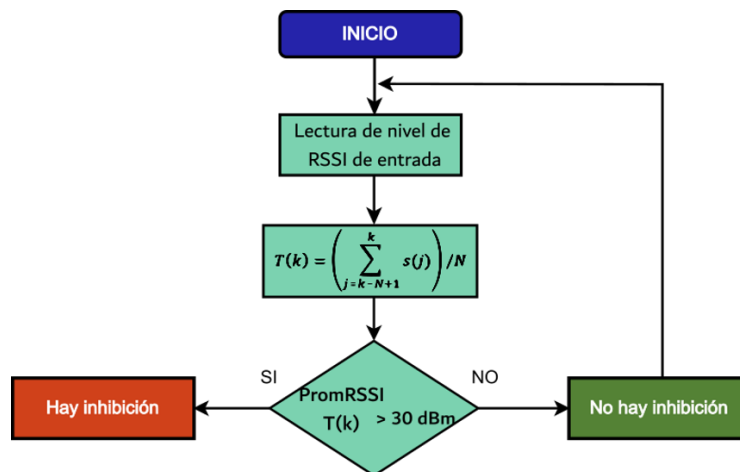 INICIO
Lectura de nivel de
RSSI de entrada
T(k) = ( ∑_{j=k-N+1}^{k} s(j) ) /N
SI
NO
PromRSSI
T(k) > 30 dBm
Hay inhibición
No hay inhibición